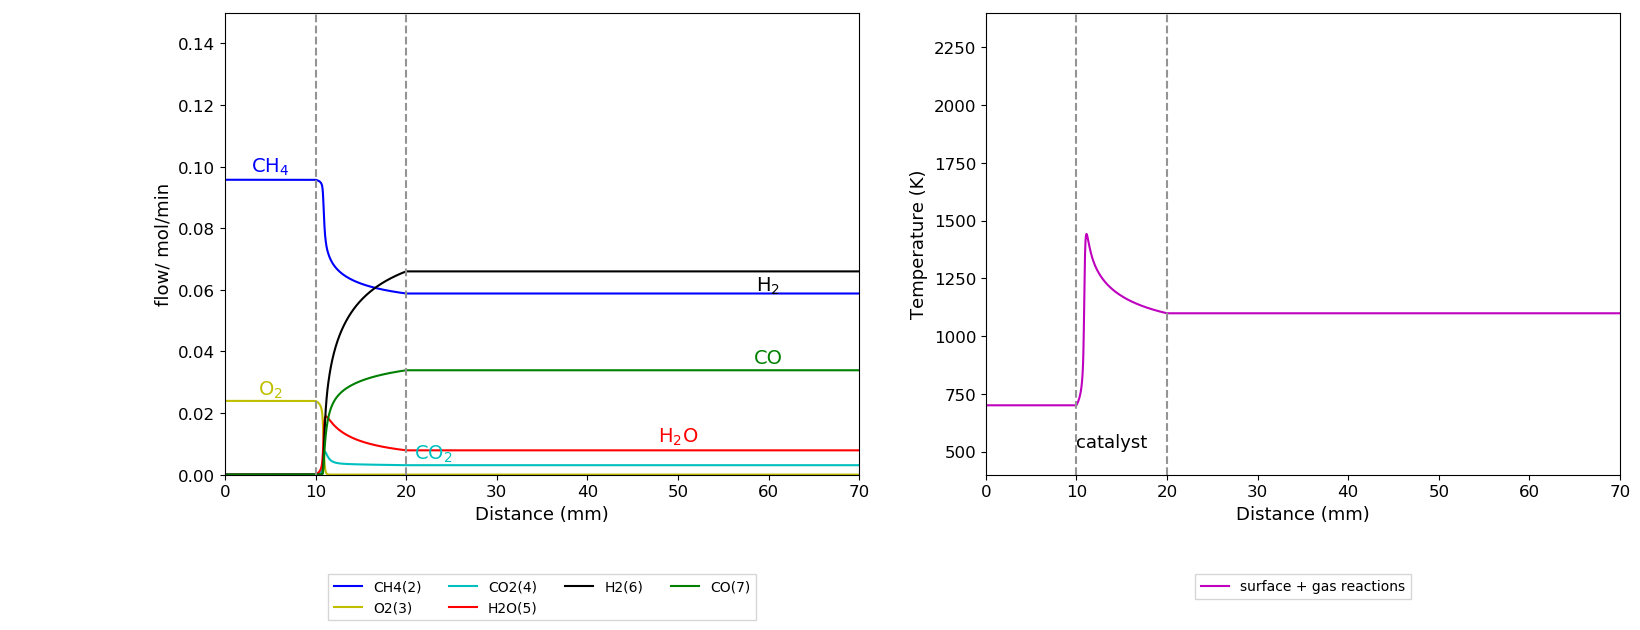 0.14
0.12
0.10
0.08
0.06
0.04
0.02
0.00
flow/ mol/min
CH₄
O₂
H₂
CO
H₂O
CO₂
0 10 20 30 40 50 60 70
Distance (mm)
CH4(2) CO2(4) H2(6) CO(7)
O2(3) H2O(5)
2250
2000
1750
1500
1250
1000
750
500
Temperature (K)
catalyst
0 10 20 30 40 50 60 70
Distance (mm)
surface + gas reactions